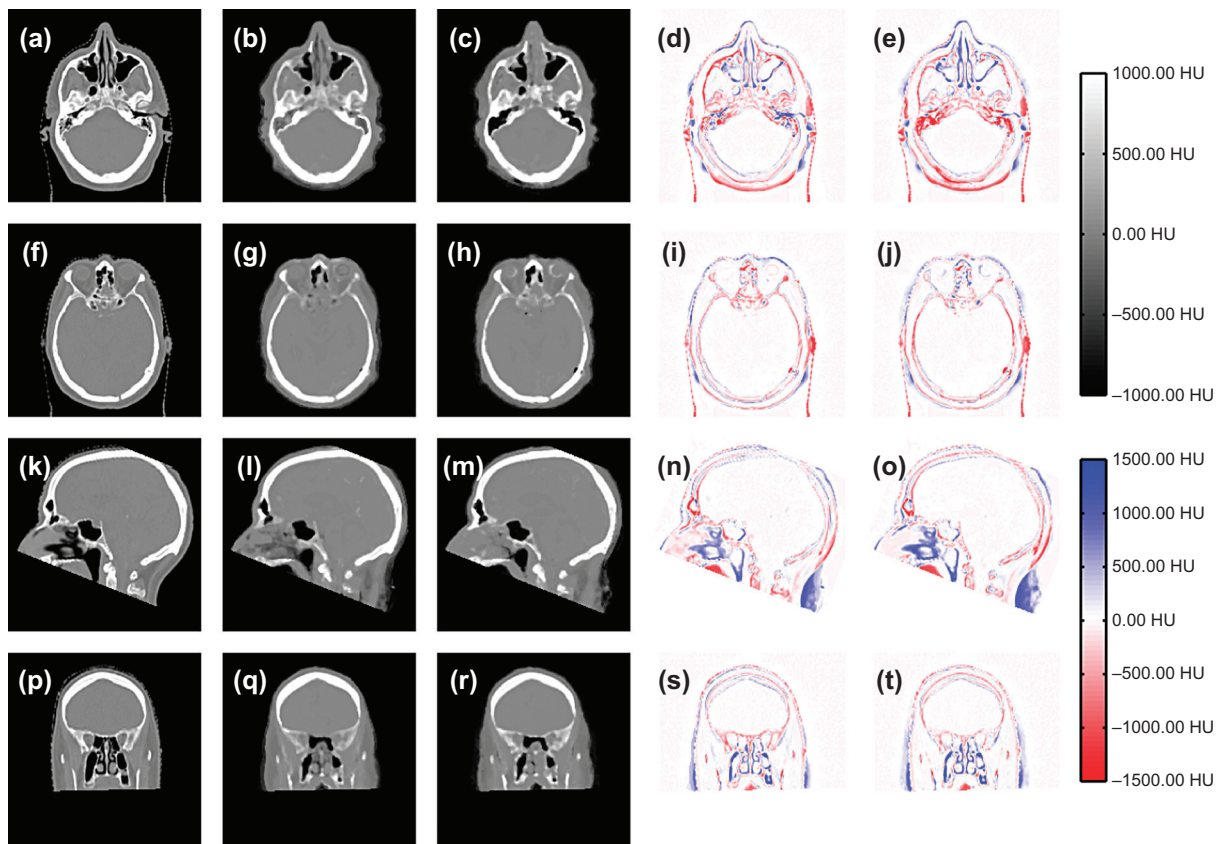 (a) (b) (c) (d) (e)
1000.00 HU
500.00 HU
0.00 HU
–500.00 HU
–1000.00 HU
(f) (g) (h) (i) (j)
(k) (l) (m) (n) (o)
1500.00 HU
1000.00 HU
500.00 HU
0.00 HU
–500.00 HU
–1000.00 HU
–1500.00 HU
(p) (q) (r) (s) (t)